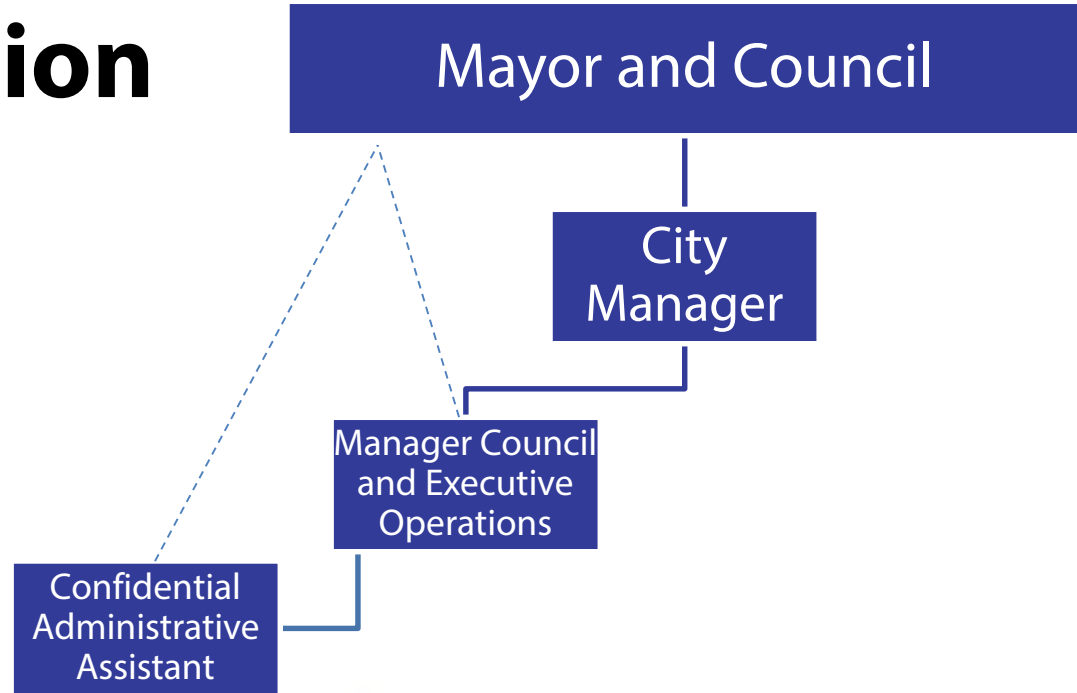 ion
Mayor and Council
City
Manager
Manager Council
and Executive
Operations
Confidential
Administrative
Assistant